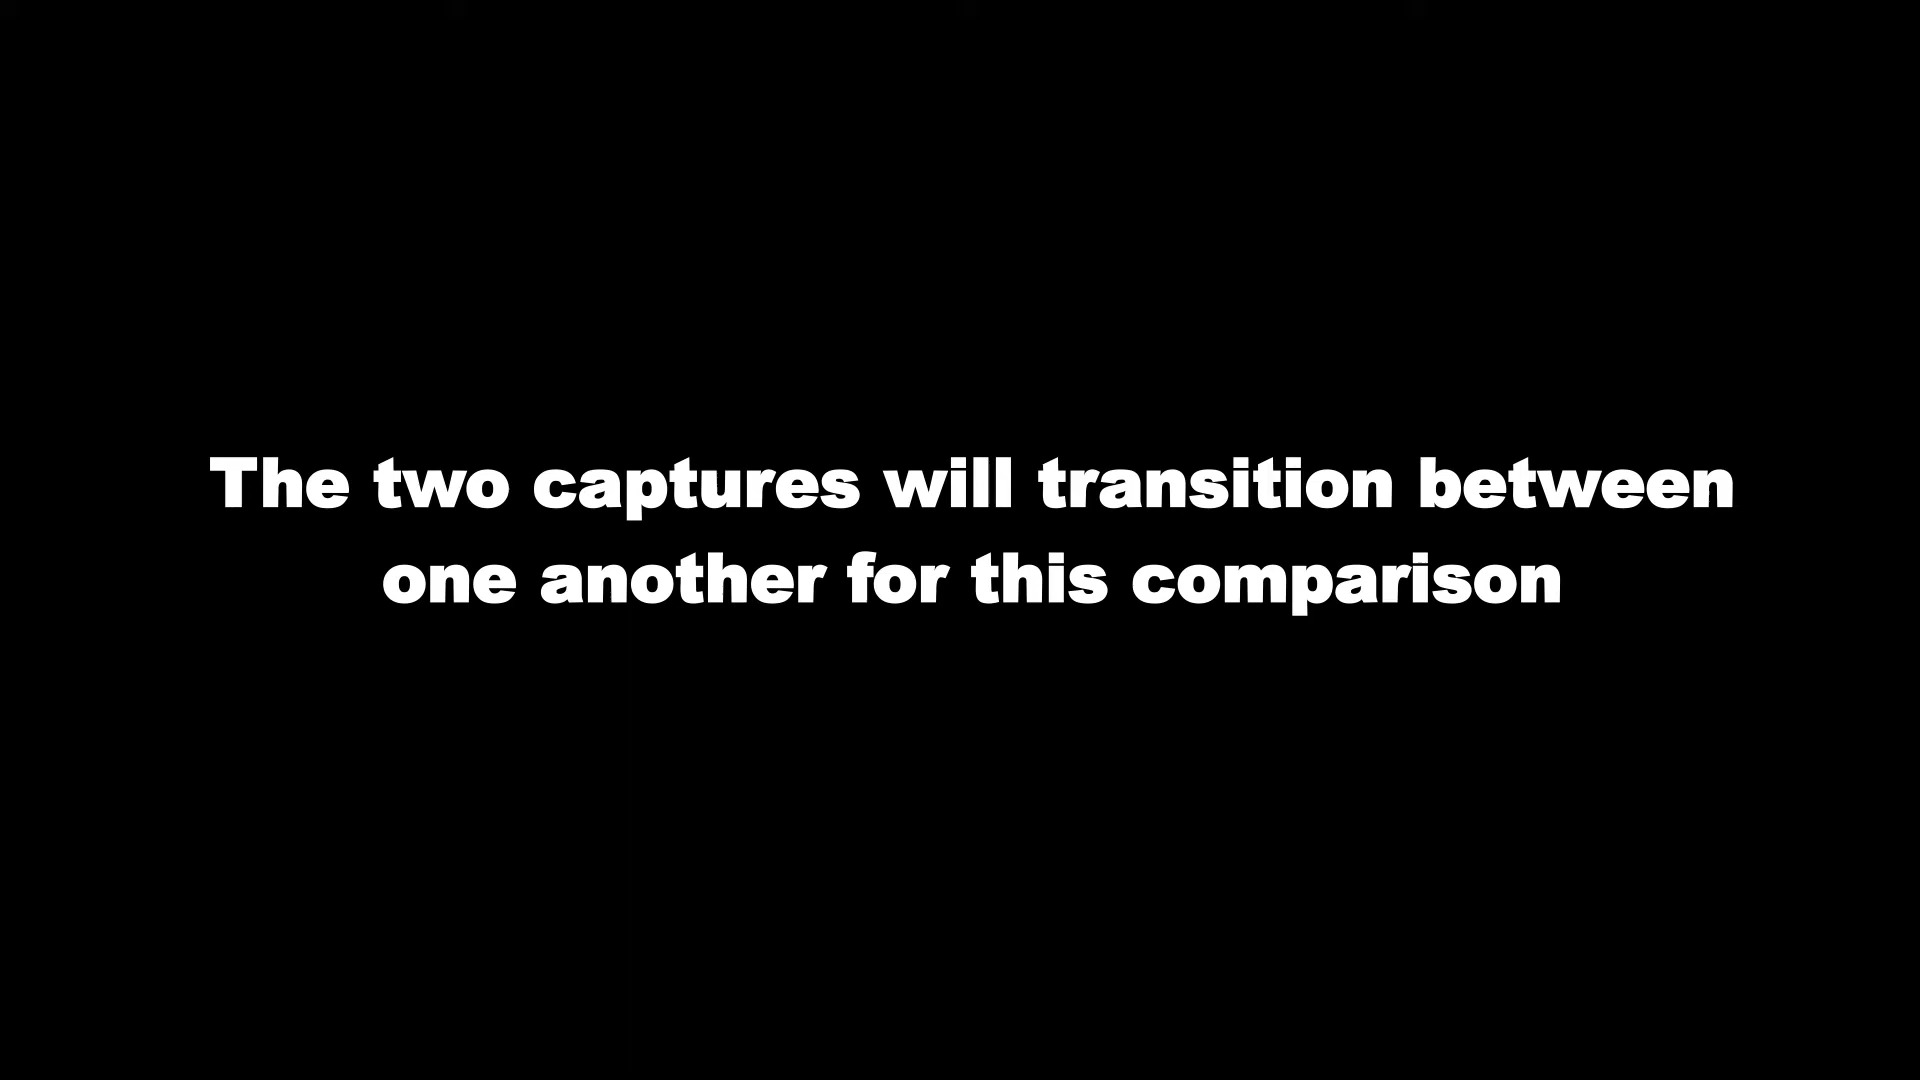 The two captures will transition between
one another for this comparison